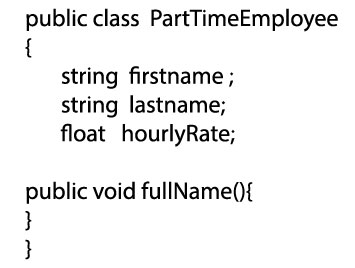 public class PartTimeEmployee
{
string firstname ;
string lastname;
float hourlyRate;
public void fullName(){
}
}